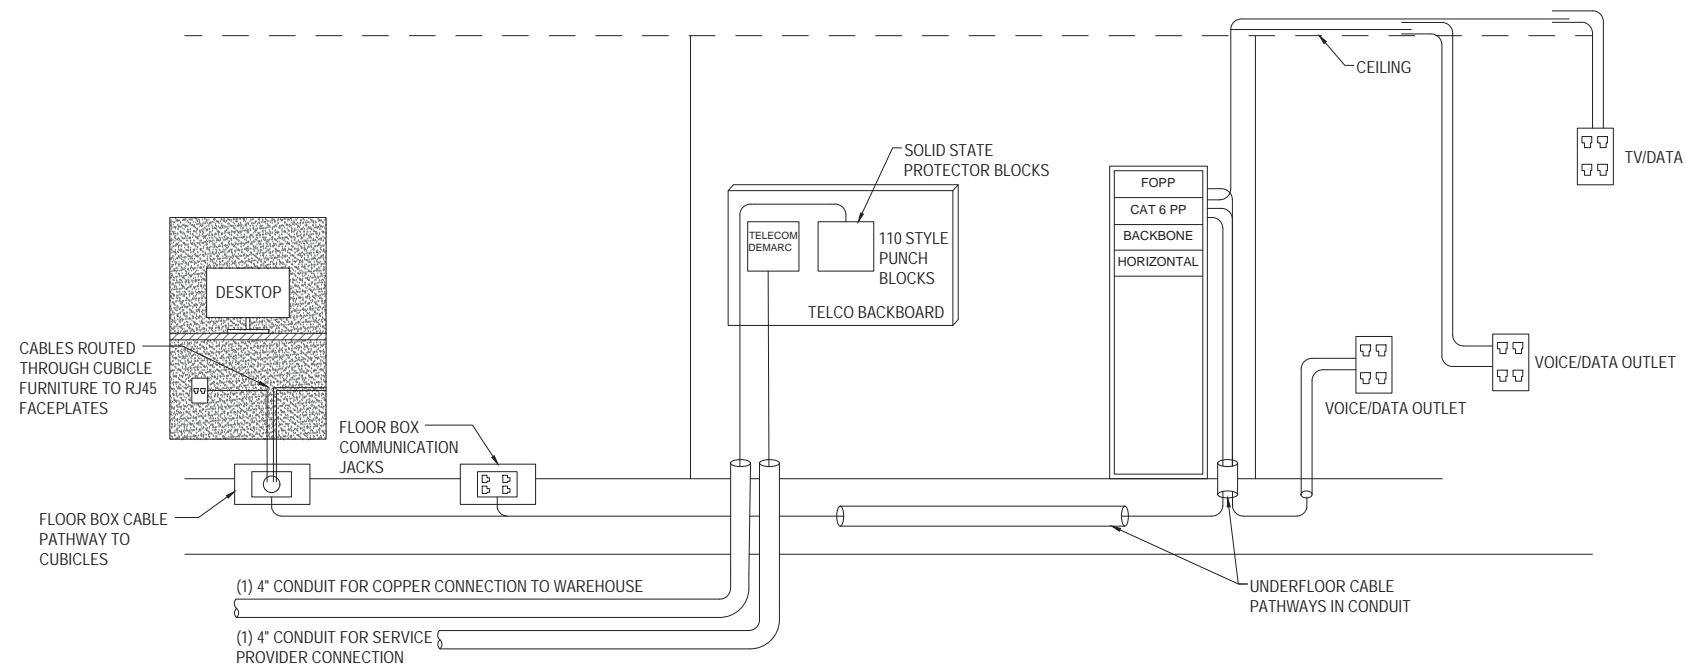 CEILING
TV/DATA
SOLID STATE
PROTECTOR BLOCKS
TELECOM
DEMARC
110 STYLE
PUNCH
BLOCKS
TELCO BACKBOARD
FOPP
CAT 6 PP
BACKBONE
HORIZONTAL
DESKTOP
CABLES ROUTED
THROUGH CUBICLE
FURNITURE TO RJ45
FACEPLATES
VOICE/DATA OUTLET
VOICE/DATA OUTLET
FLOOR BOX
COMMUNICATION
JACKS
FLOOR BOX CABLE
PATHWAY TO
CUBICLES
(1) 4" CONDUIT FOR COPPER CONNECTION TO WAREHOUSE
(1) 4" CONDUIT FOR SERVICE
PROVIDER CONNECTION
UNDERFLOOR CABLE
PATHWAYS IN CONDUIT